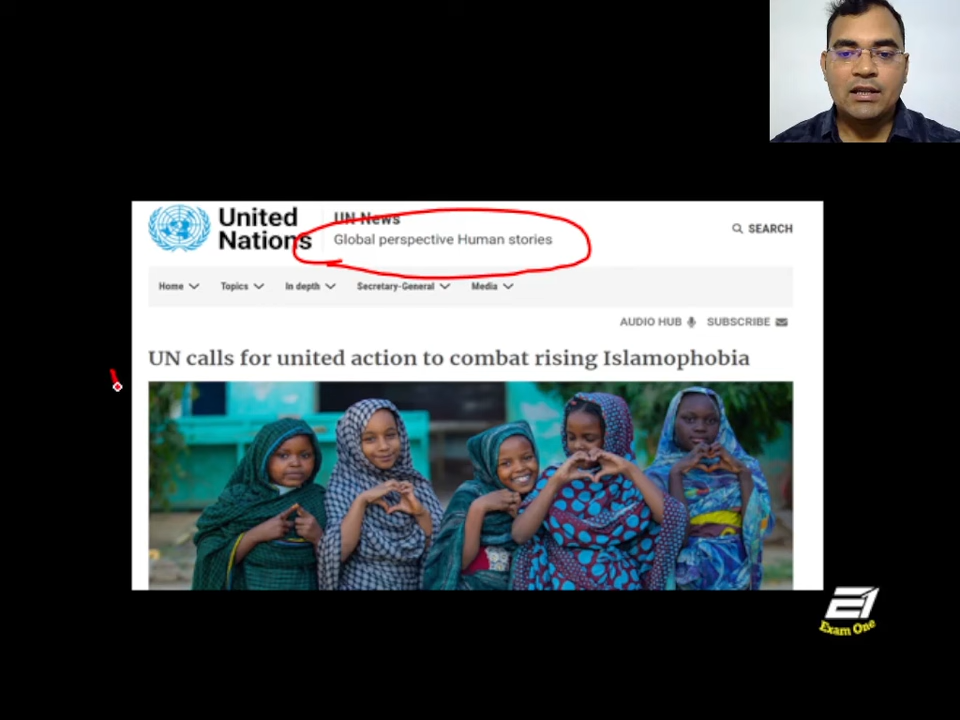 United
Nations
UN News
Global perspective Human stories
SEARCH
Home
Topics
In depth
Secretary-General
Media
AUDIO HUB
SUBSCRIBE
UN calls for united action to combat rising Islamophobia
E1
Exam One